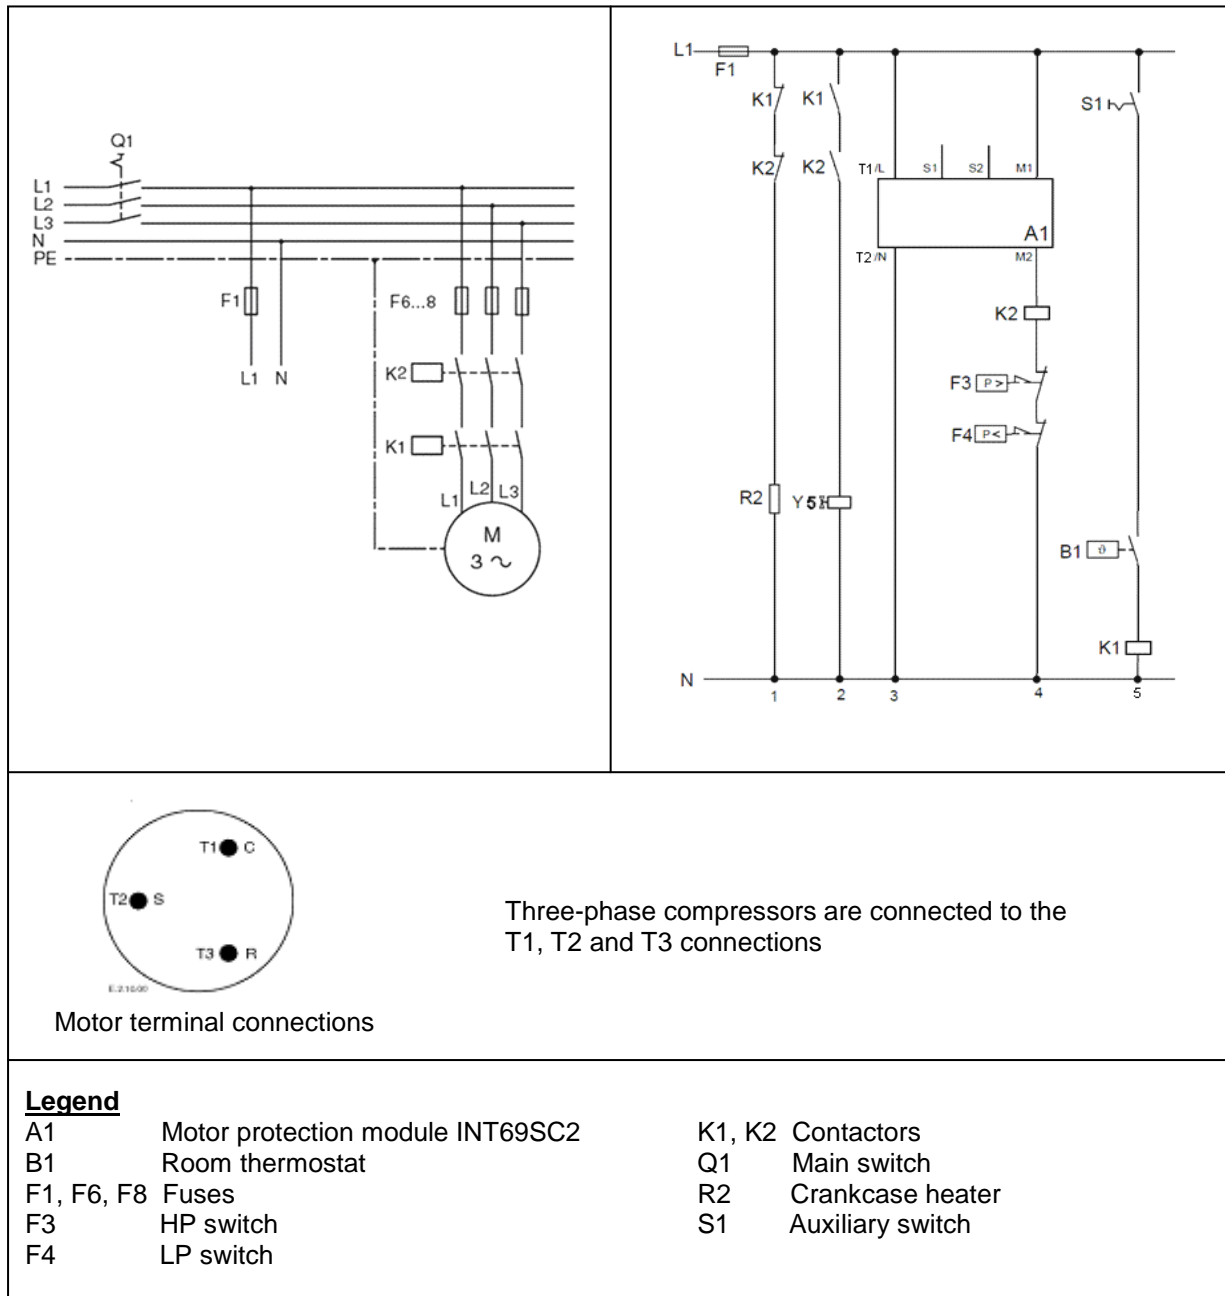 Q1
L1
L2
L3
N
PE
F1
F6...8
L1 N
K2
K1
L1 L2 L3
M
3 ~
L1
F1
K1 K1 S1
K2 K2 T1/L S1 S2 M1
A1
T2/N M2
K2
F3 P >
F4 P <
R2 Y5
B1 ϑ
K1
N
1 2 3 4 5
T1 C
T2 S
T3 R
E.2.10.00
Motor terminal connections
Three-phase compressors are connected to the
T1, T2 and T3 connections
Legend
A1 Motor protection module INT69SC2
B1 Room thermostat
F1, F6, F8 Fuses
F3 HP switch
F4 LP switch
K1, K2 Contactors
Q1 Main switch
R2 Crankcase heater
S1 Auxiliary switch